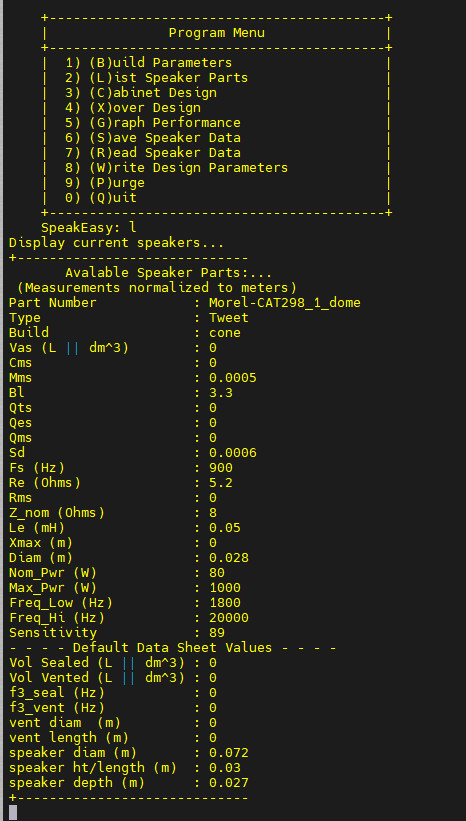 +-------------------------------------------+
|               Program Menu               |
+-------------------------------------------+
|  1) (B)uild Parameters                    |
|  2) (L)ist Speaker Parts                  |
|  3) (C)abinet Design                      |
|  4) (X)over Design                        |
|  5) (G)raph Performance                   |
|  6) (S)ave Speaker Data                   |
|  7) (R)ead Speaker Data                   |
|  8) (W)rite Design Parameters             |
|  9) (P)urge                               |
|  0) (Q)uit                                |
+-------------------------------------------+
SpeakEasy: l
Display current speakers...
+-----------------------------
Avalable Speaker Parts:...
(Measurements normalized to meters)
Part Number : Morel-CAT298_1_dome
Type : Tweet
Build : cone
Vas (L || dm^3) : 0
Cms : 0
Mms : 0.0005
Bl : 3.3
Qts : 0
Qes : 0
Qms : 0
Sd : 0.0006
Fs (Hz) : 900
Re (Ohms) : 5.2
Rms : 0
Z_nom (Ohms) : 8
Le (mH) : 0.05
Xmax (m) : 0
Diam (m) : 0.028
Nom_Pwr (W) : 80
Max_Pwr (W) : 1000
Freq_Low (Hz) : 1800
Freq_Hi (Hz) : 20000
Sensitivity : 89
- - - - Default Data Sheet Values - - - -
Vol Sealed (L || dm^3) : 0
Vol Vented (L || dm^3) : 0
f3_seal (Hz) : 0
f3_vent (Hz) : 0
vent diam  (m) : 0
vent length (m) : 0
speaker diam (m) : 0.072
speaker ht/length (m) : 0.03
speaker depth (m) : 0.027
+-----------------------------